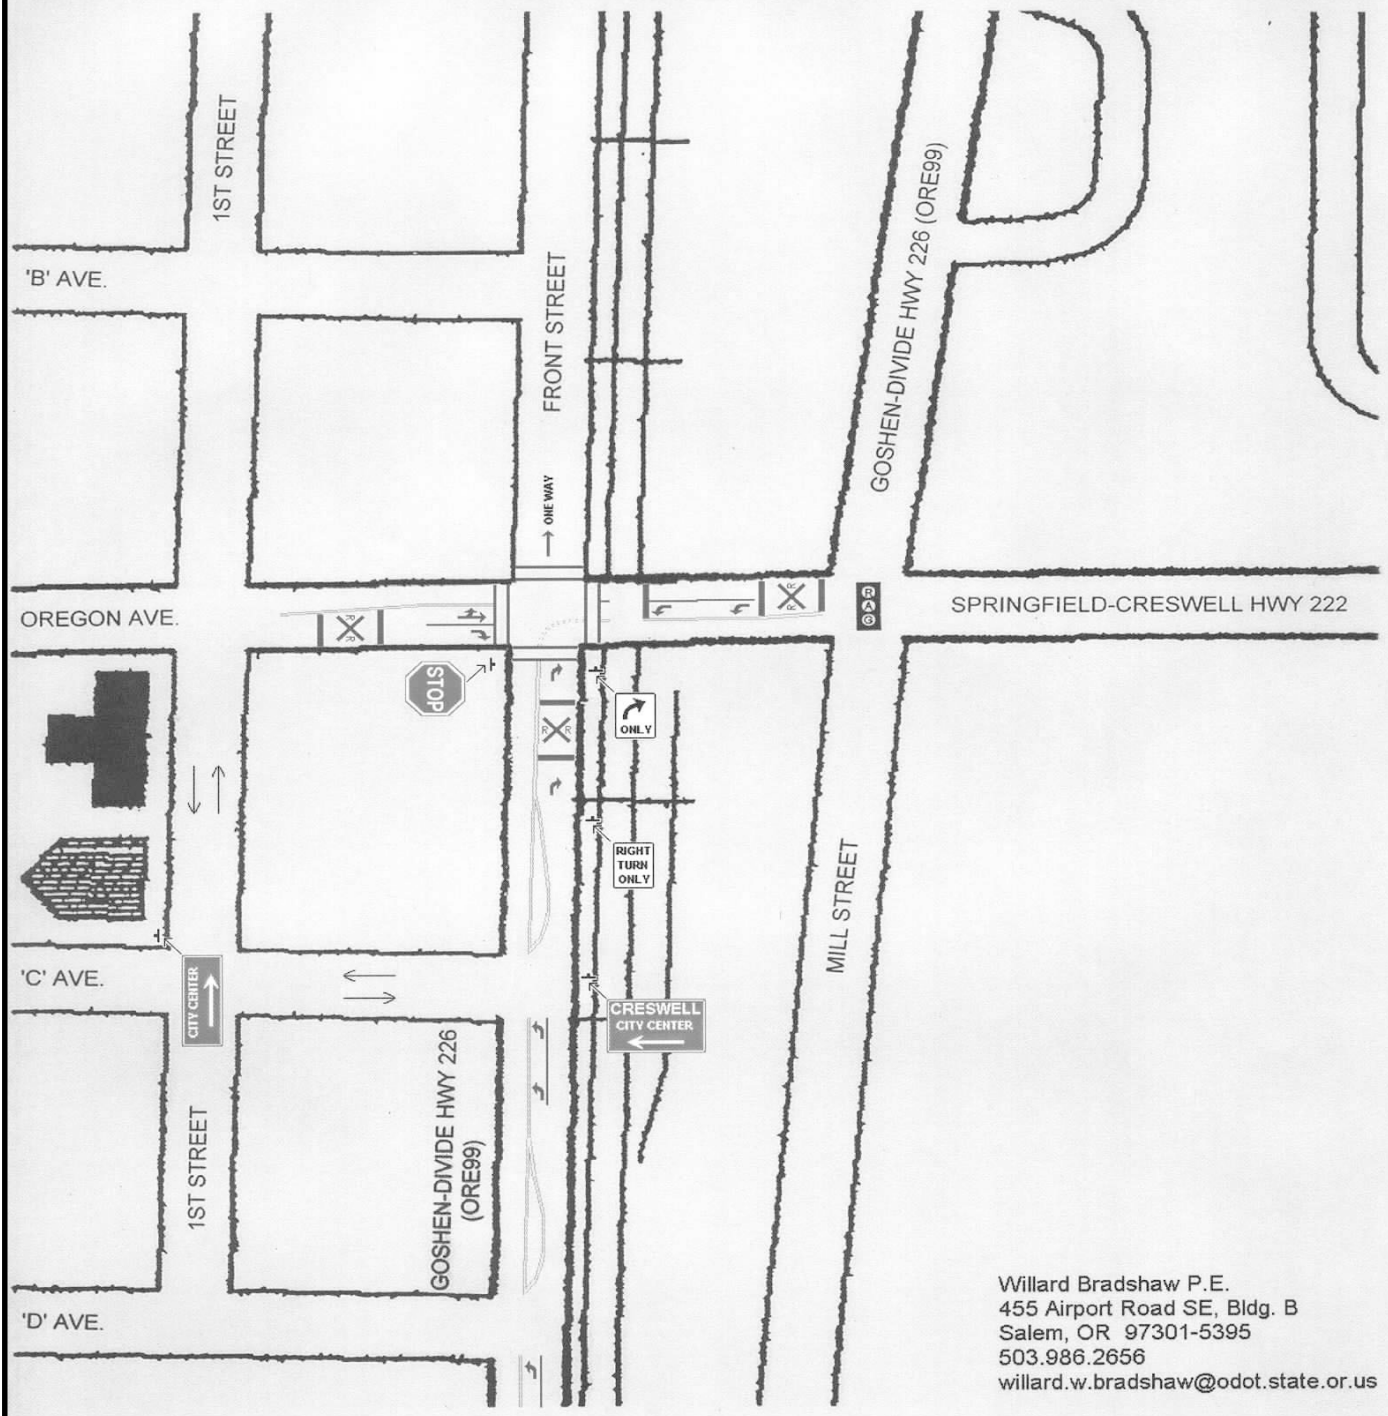 1ST STREET
'B' AVE.
FRONT STREET
GOSHEN-DIVIDE HWY 226 (ORE99)
ONE WAY
OREGON AVE.
R R
R R
R
A
G
SPRINGFIELD-CRESWELL HWY 222
STOP
R R
ONLY
RIGHT
TURN
ONLY
MILL STREET
'C' AVE.
CITY CENTER
CRESWELL
CITY CENTER
1ST STREET
GOSHEN-DIVIDE HWY 226
(ORE99)
'D' AVE.
Willard Bradshaw P.E.
455 Airport Road SE, Bldg. B
Salem, OR 97301-5395
503.986.2656
willard.w.bradshaw@odot.state.or.us